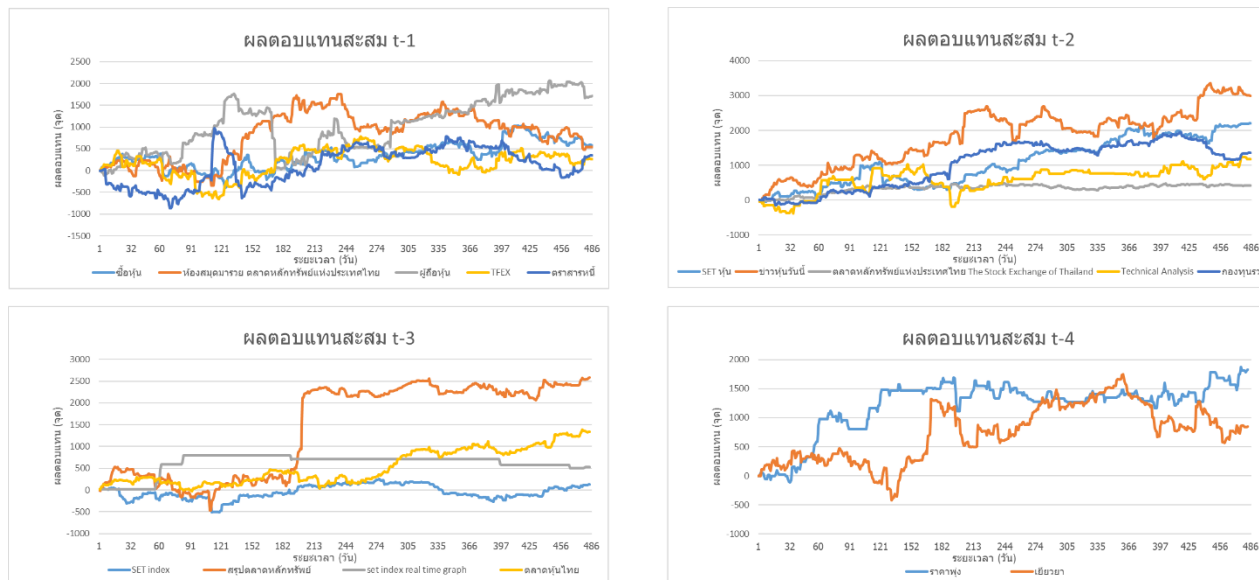 ผลตอบแทนสะสม t-1
2500
2000
1500
1000
500
0
-500
-1000
-1500
ผลตอบแทน (จุด)
1 32 60 91 121 152 182 213 244 274 305 335 366 397 425 456 486
ระยะเวลา (วัน)
ซื้อหุ้น ห้องสมุดมารวย ตลาดหลักทรัพย์แห่งประเทศไทย ผู้ถือหุ้น TFEX ตราสารหนี้
ผลตอบแทนสะสม t-2
4000
3000
2000
1000
0
-1000
ผลตอบแทน (จุด)
1 32 60 91 121 152 182 213 244 274 305 335 366 397 425 456 486
ระยะเวลา (วัน)
SET หุ้น ข่าวหุ้นวันนี้ ตลาดหลักทรัพย์แห่งประเทศไทย The Stock Exchange of Thailand Technical Analysis กองทุนรว
ผลตอบแทนสะสม t-3
3000
2500
2000
1500
1000
500
0
-500
-1000
ผลตอบแทน (จุด)
1 32 60 91 121 152 182 213 244 274 305 335 366 397 425 456 486
ระยะเวลา (วัน)
SET index สรุปตลาดหลักทรัพย์ set index real time graph ตลาดหุ้นไทย
ผลตอบแทนสะสม t-4
2000
1500
1000
500
0
-500
-1000
ผลตอบแทน (จุด)
1 32 60 91 121 152 182 213 244 274 305 335 366 397 425 456 486
ระยะเวลา (วัน)
ราคาพุ่ง เยียวยา